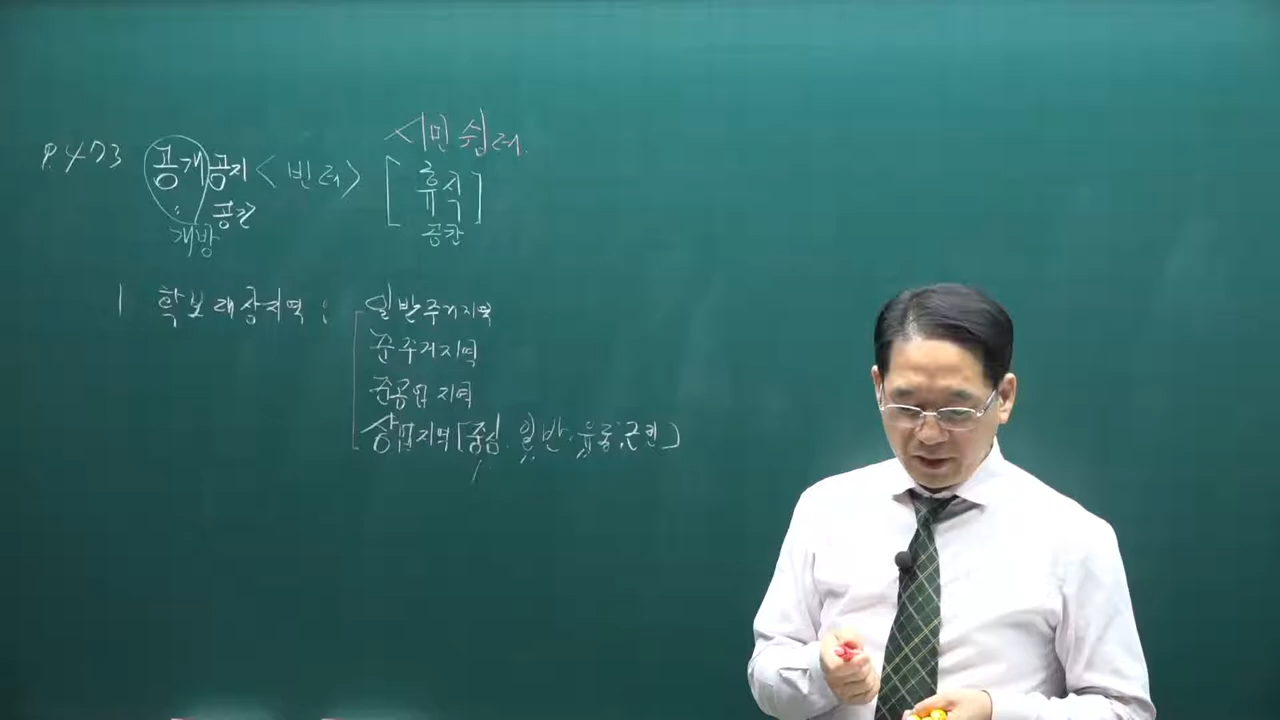 시민 쉼터
P.473 공개공지 <빈터> [휴식]
공간 공간
개방
1 확보대상지역 : 일반주거지역
준주거지역
준공업지역
상업지역[중심.일반.유통.근린]